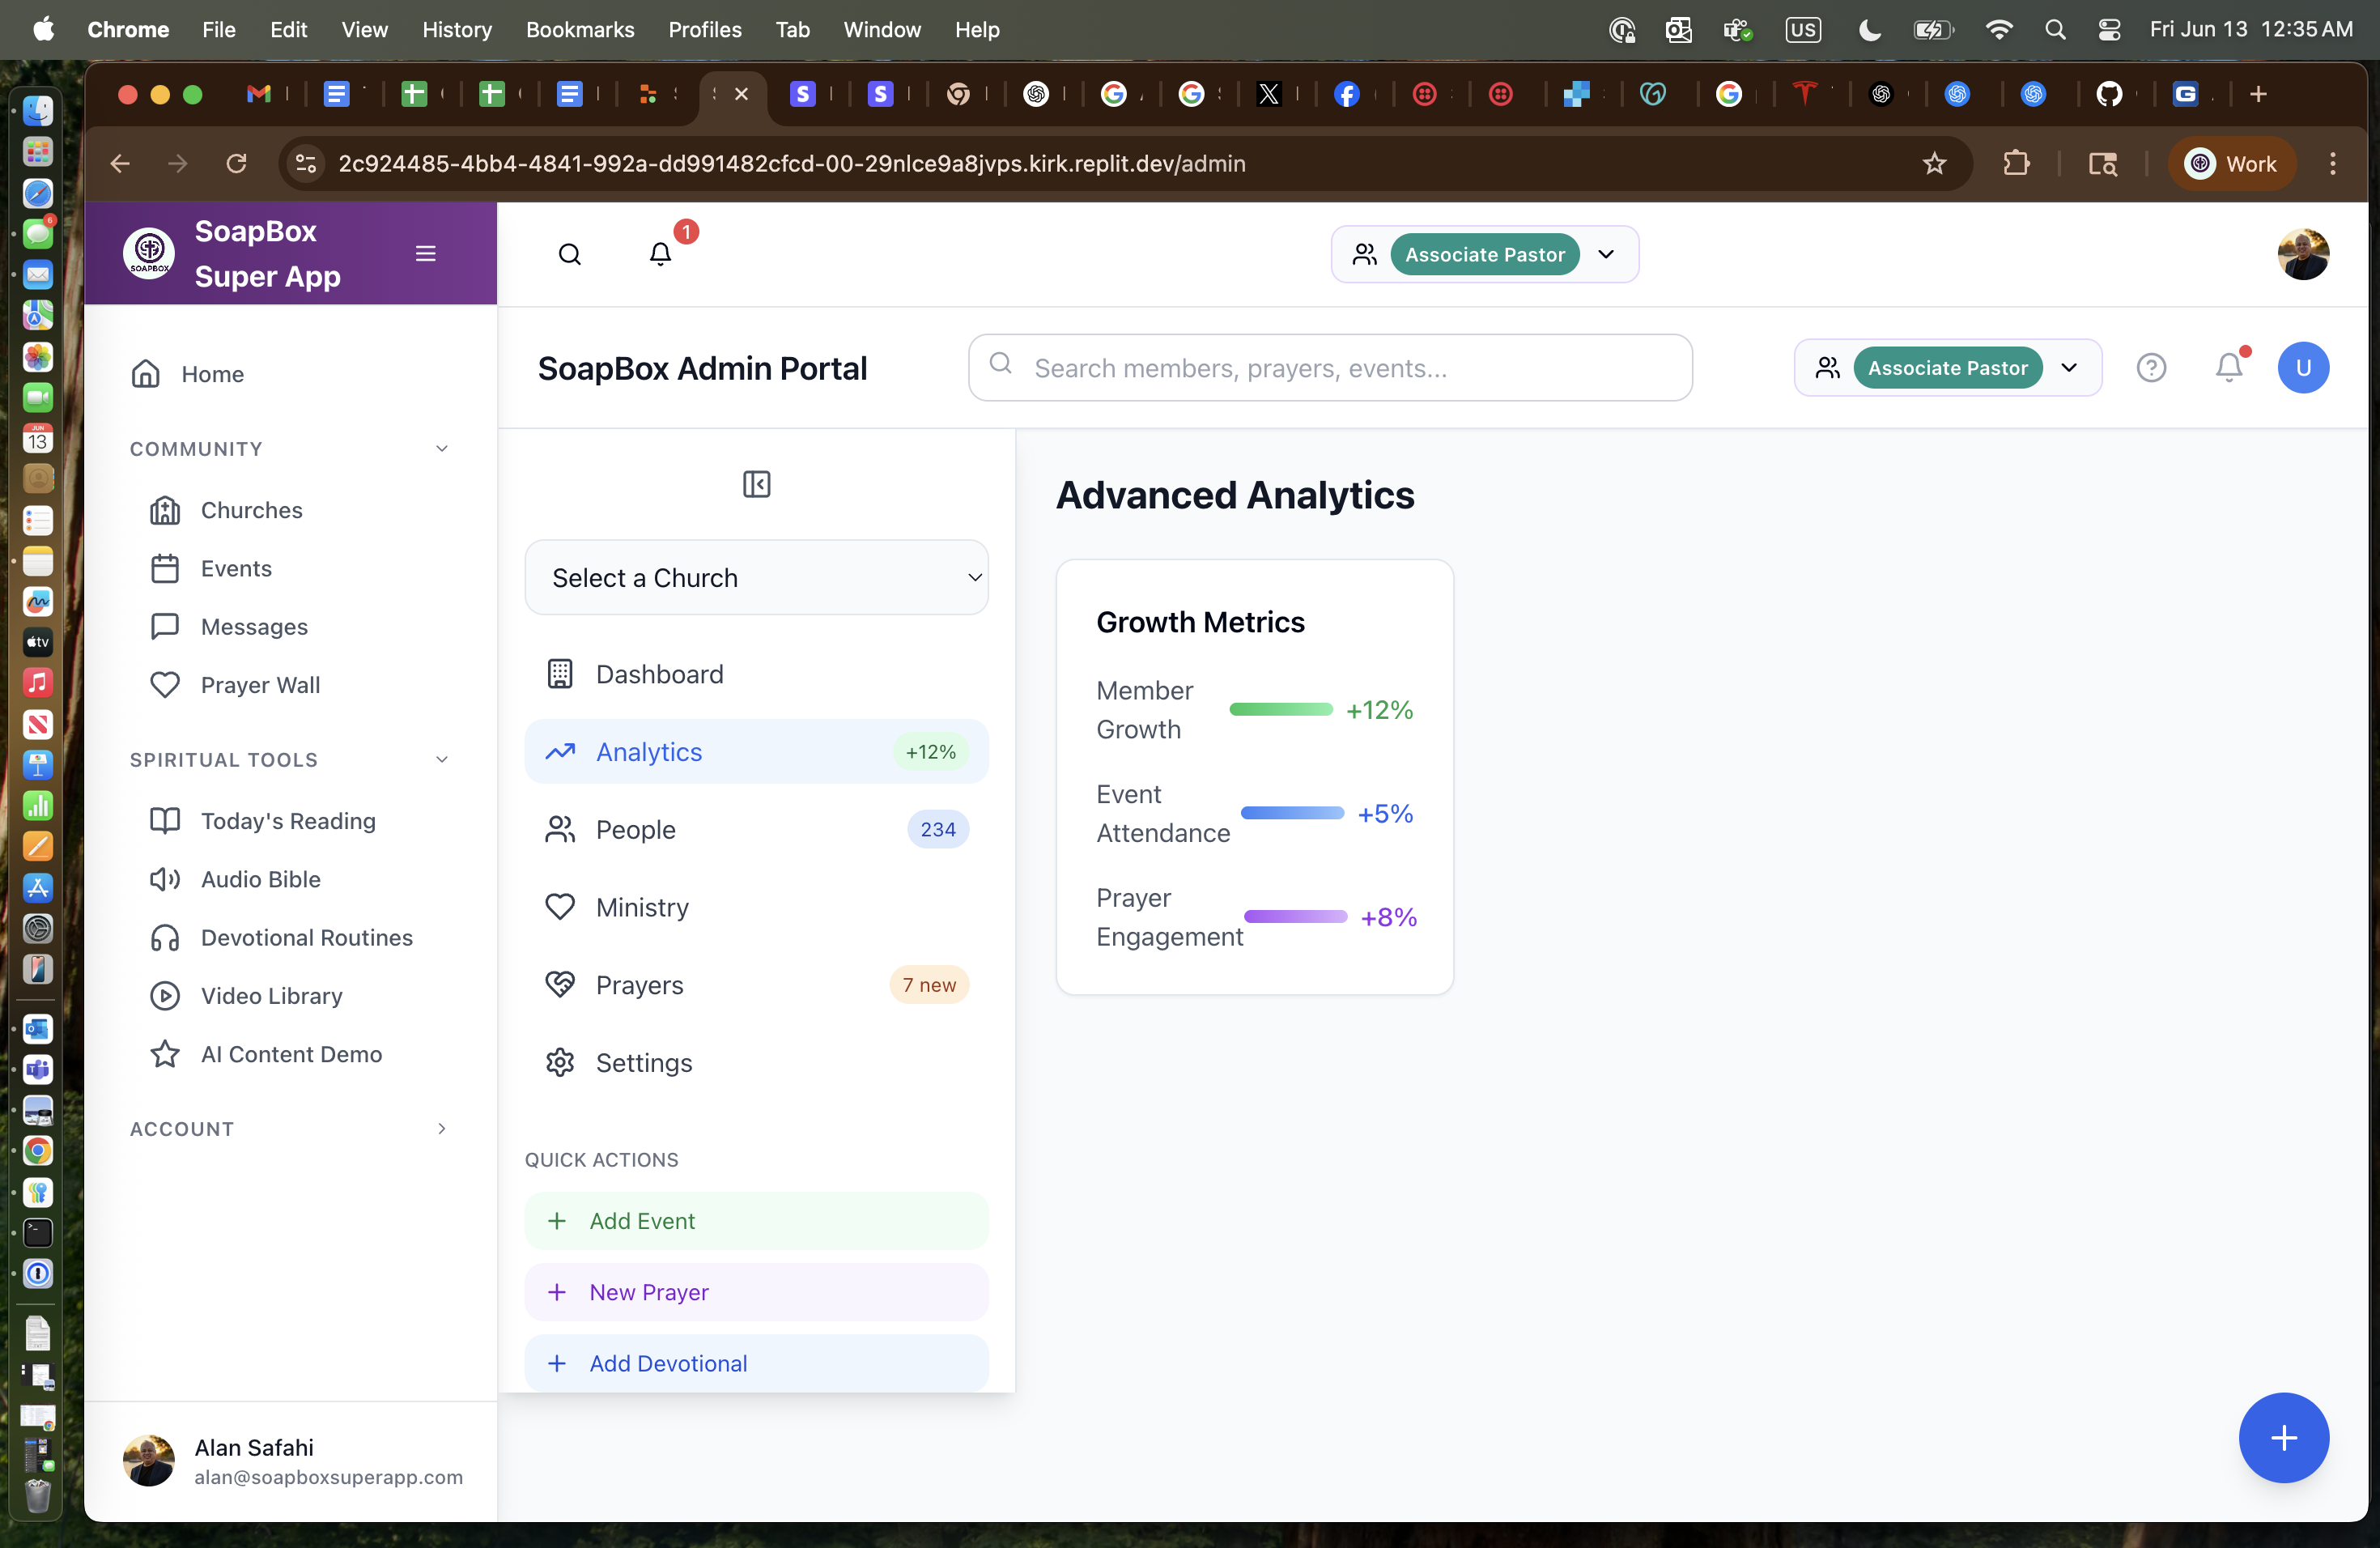 Chrome File Edit View History Bookmarks Profiles Tab Window Help US Fri Jun 13 12:35 AM
2c924485-4bb4-4841-992a-dd991482cfcd-00-29nlce9a8jvps.kirk.replit.dev/admin Work
SOAPBOX
SoapBox
Super App
1
Associate Pastor
Home
COMMUNITY
Churches
Events
Messages
Prayer Wall
SPIRITUAL TOOLS
Today's Reading
Audio Bible
Devotional Routines
Video Library
AI Content Demo
ACCOUNT
Alan Safahi
alan@soapboxsuperapp.com
SoapBox Admin Portal
Search members, prayers, events...
Associate Pastor
U
Select a Church
Dashboard
Analytics +12%
People 234
Ministry
Prayers 7 new
Settings
QUICK ACTIONS
+ Add Event
+ New Prayer
+ Add Devotional
Advanced Analytics
Growth Metrics
Member
Growth
+12%
Event
Attendance
+5%
Prayer
Engagement
+8%
6
JUN
13
tv